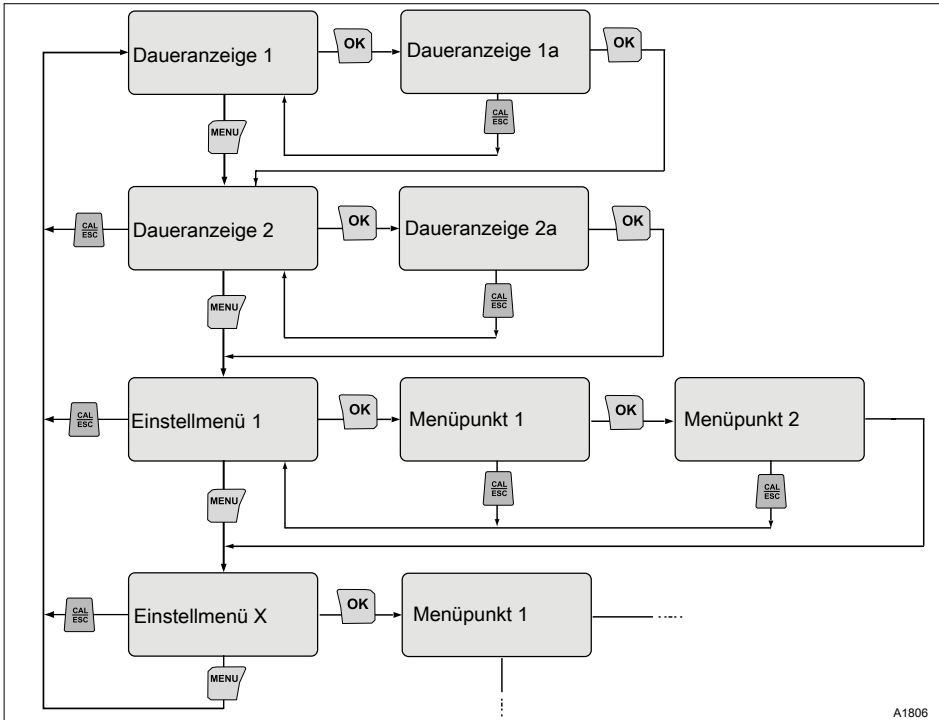 Daueranzeige 1
OK
Daueranzeige 1a
OK
MENU
CAL
ESC
Daueranzeige 2
CAL
ESC
OK
Daueranzeige 2a
OK
MENU
CAL
ESC
Einstellmenü 1
CAL
ESC
OK
Menüpunkt 1
OK
Menüpunkt 2
MENU
CAL
ESC
CAL
ESC
Einstellmenü X
CAL
ESC
OK
Menüpunkt 1
MENU
A1806